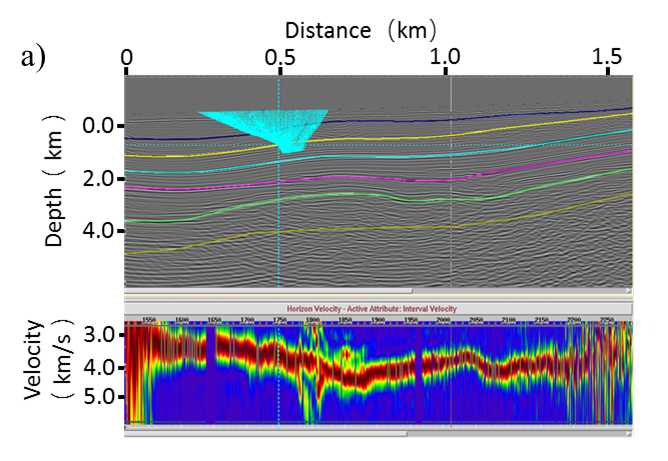 Distance （km）
a)
0 0.5 1.0 1.5
Depth（ km ）
0.0
2.0
4.0
Horizon Velocity - Active Attribute: Interval Velocity
1550 1600 1650 1700 1750 1800 1850 1900 1950 2000 2050 2100 2150 2200 2250
Velocity
（ km/s ）
3.0
4.0
5.0